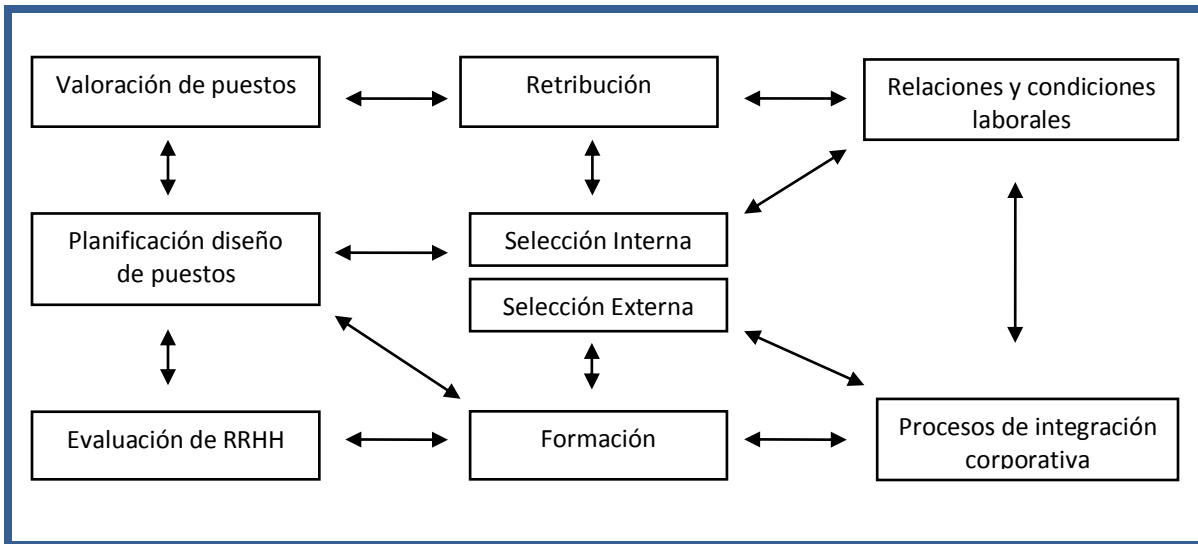 Valoración de puestos
Retribución
Relaciones y condiciones
laborales
Planificación diseño
de puestos
Selección Interna
Selección Externa
Evaluación de RRHH
Formación
Procesos de integración
corporativa